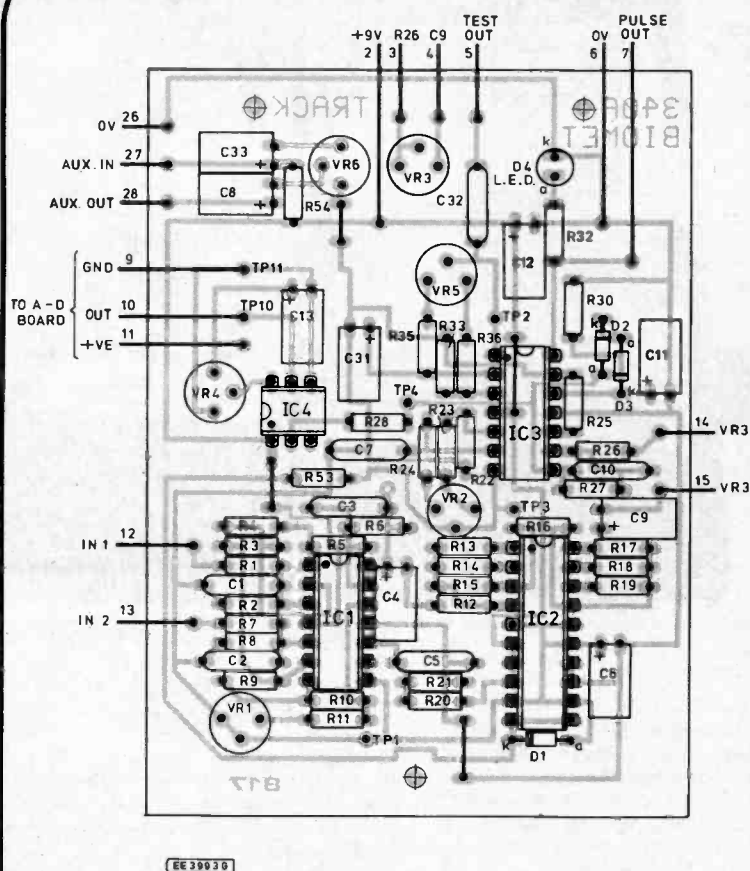 +9V R26 C9 TEST OUT 0V PULSE OUT
2 3 4 5 6 7
TRACK
340A
BIOMET
0V 26
AUX. IN 27
AUX. OUT 28
C33
C8
R54
VR6
VR3
C32
k
D4
L.E.D.
a
R32
C12
GND 9
TP11
TO A-D BOARD
OUT 10
TP10
+VE 11
C13
C31
VR5
R35
R33
R36
TP2
R30
k D2
a
a
k
D3
C11
VR4
IC4
TP4
R28
C7
R53
R23
R24
R22
IC3
R25
R26
C10
R27
14 VR3
15 VR3
VR2
TP3
C9
C3
R4
R6
R16
IN 1 12
R3
R5
R13
R17
R1
R14
R18
C1
C4
R15
R19
R2
IC1
R12
IC2
IN 2 13
R7
R8
C2
C5
C6
R9
R21
R10
R20
VR1
R11
TP1
k D1 a
817
EE3993G